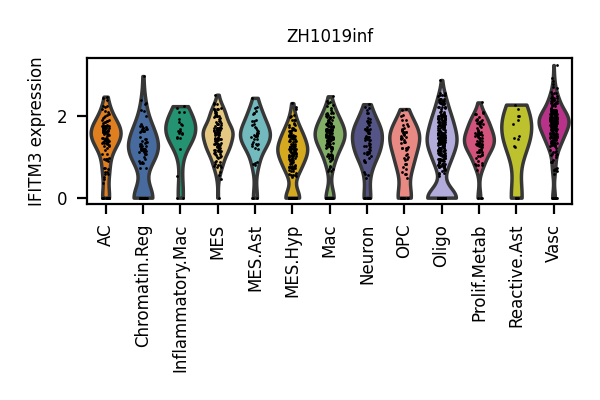 ZH1019inf
IFITM3 expression
2
0
AC
Chromatin.Reg
Inflammatory.Mac
MES
MES.Ast
MES.Hyp
Mac
Neuron
OPC
Oligo
Prolif.Metab
Reactive.Ast
Vasc